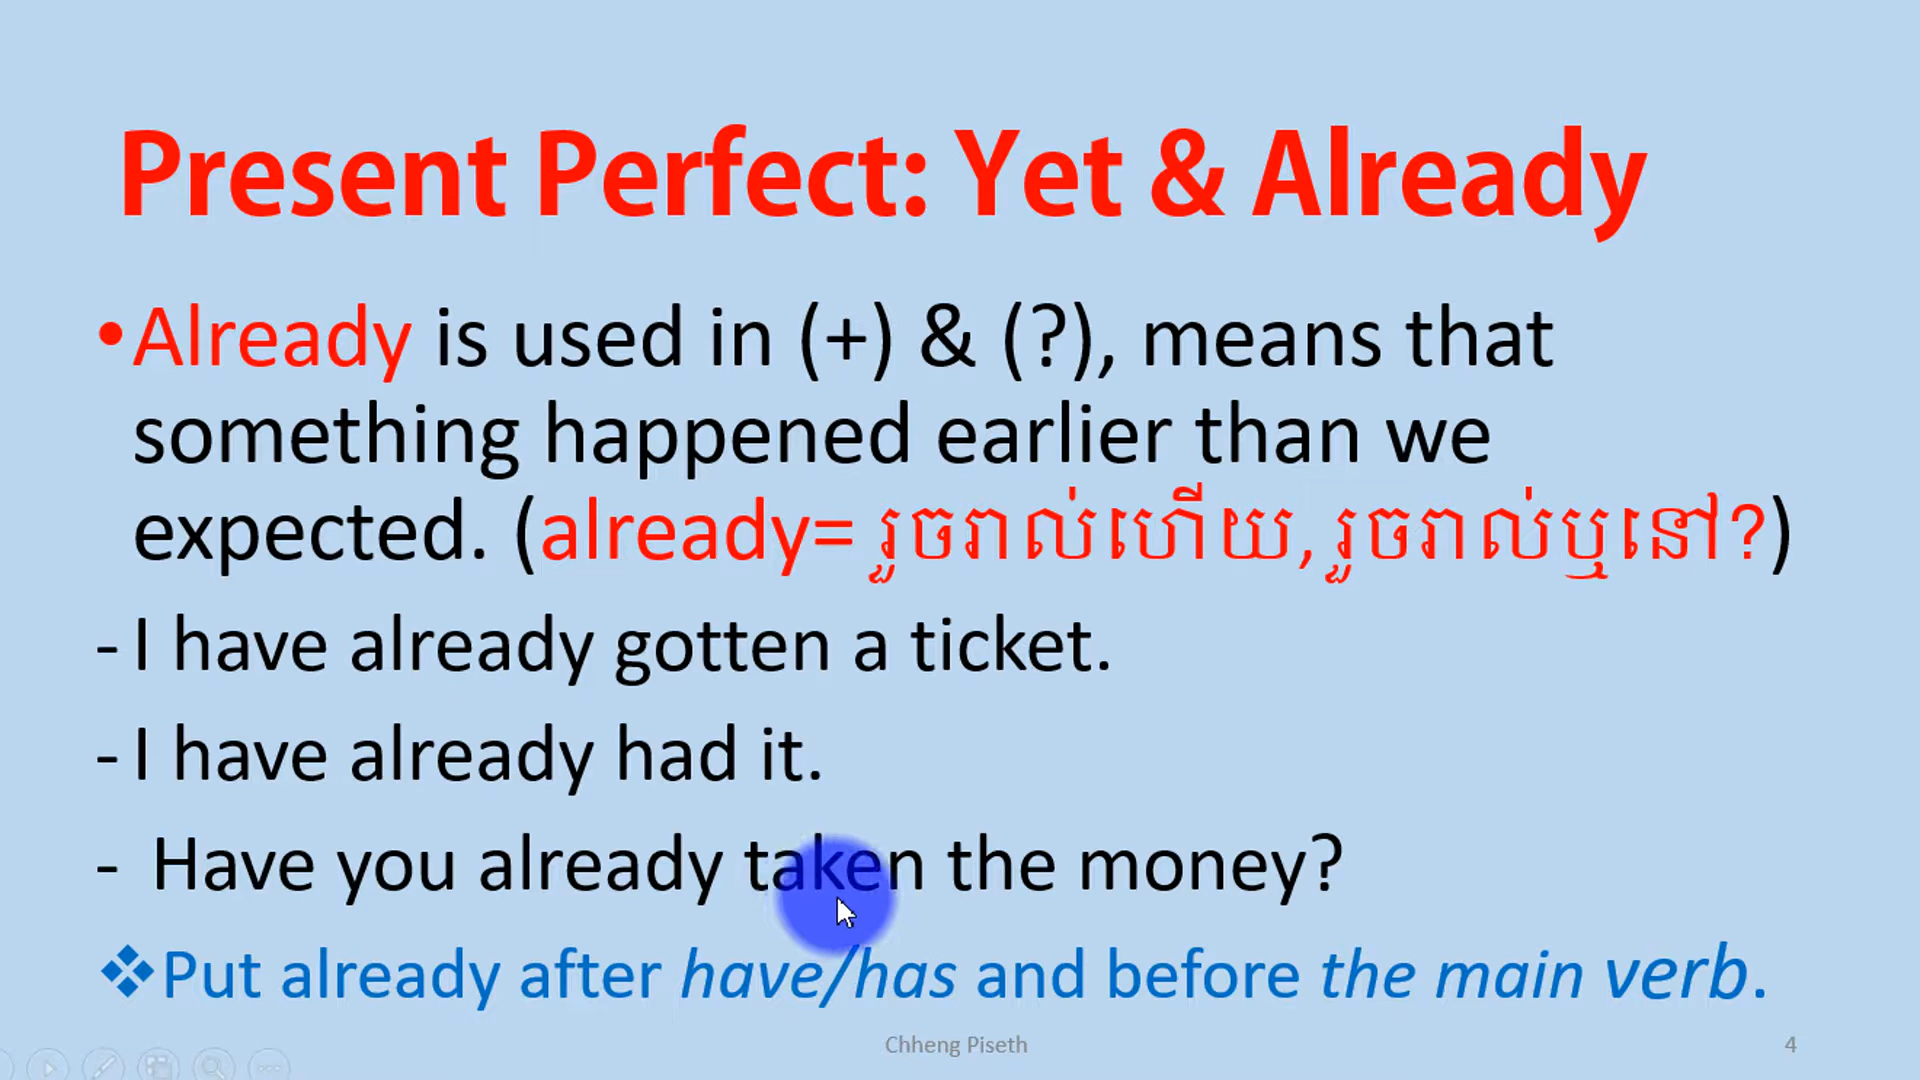 Present Perfect: Yet & Already
•Already is used in (+) & (?), means that
something happened earlier than we
expected. (already= រួចរាល់ហើយ, រួចរាល់ឬនៅ?)
- I have already gotten a ticket.
- I have already had it.
- Have you already taken the money?
❖Put already after have/has and before the main verb.
Chheng Piseth
4